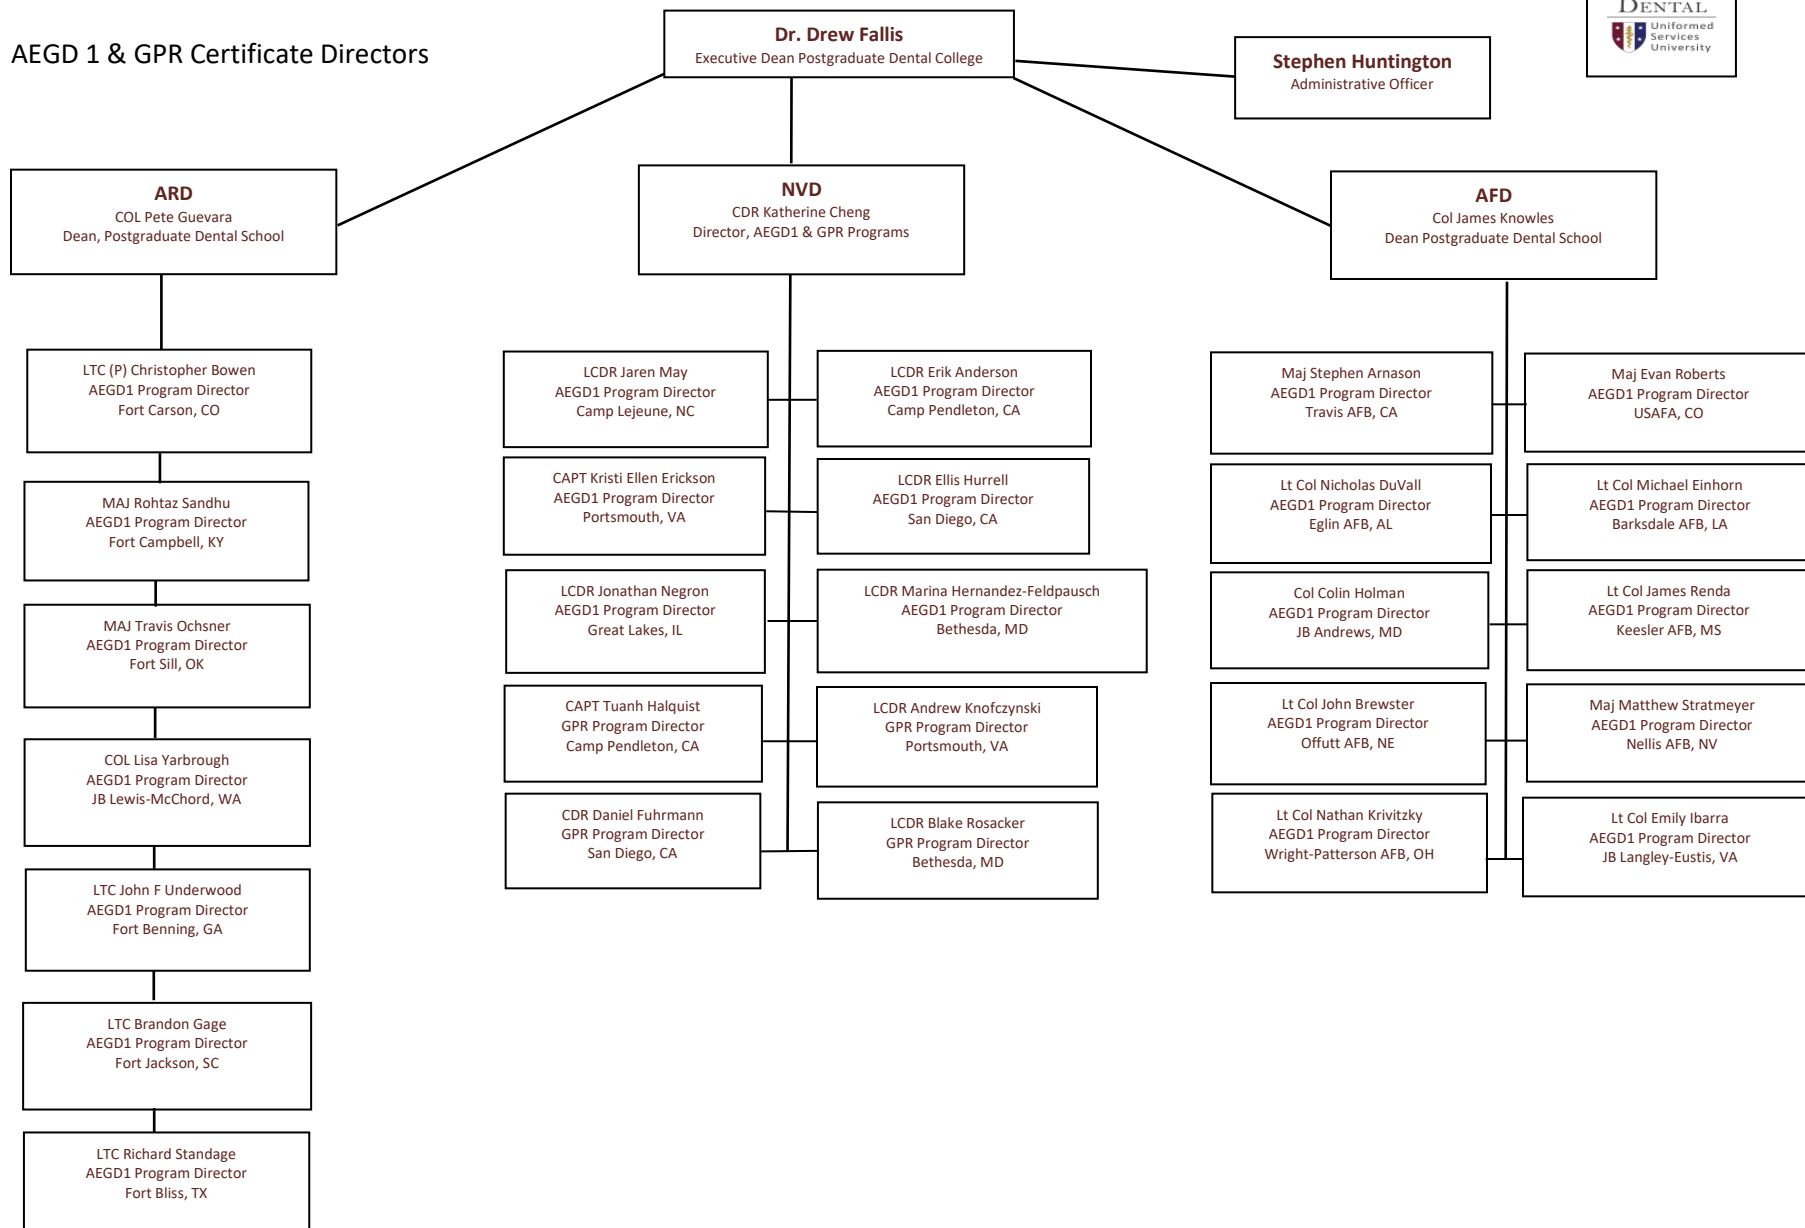 AEGD 1 & GPR Certificate Directors
Dr. Drew Fallis
Executive Dean Postgraduate Dental College
Stephen Huntington
Administrative Officer
DENTAL
Uniformed
Services
University
ARD
COL Pete Guevara
Dean, Postgraduate Dental School
NVD
CDR Katherine Cheng
Director, AEGD1 & GPR Programs
AFD
Col James Knowles
Dean Postgraduate Dental School
LTC (P) Christopher Bowen
AEGD1 Program Director
Fort Carson, CO
MAJ Rohtaz Sandhu
AEGD1 Program Director
Fort Campbell, KY
MAJ Travis Ochsner
AEGD1 Program Director
Fort Sill, OK
COL Lisa Yarbrough
AEGD1 Program Director
JB Lewis-McChord, WA
LTC John F Underwood
AEGD1 Program Director
Fort Benning, GA
LTC Brandon Gage
AEGD1 Program Director
Fort Jackson, SC
LTC Richard Standage
AEGD1 Program Director
Fort Bliss, TX
LCDR Jaren May
AEGD1 Program Director
Camp Lejeune, NC
LCDR Erik Anderson
AEGD1 Program Director
Camp Pendleton, CA
CAPT Kristi Ellen Erickson
AEGD1 Program Director
Portsmouth, VA
LCDR Ellis Hurrell
AEGD1 Program Director
San Diego, CA
LCDR Jonathan Negron
AEGD1 Program Director
Great Lakes, IL
LCDR Marina Hernandez-Feldpausch
AEGD1 Program Director
Bethesda, MD
CAPT Tuanh Halquist
GPR Program Director
Camp Pendleton, CA
LCDR Andrew Knofczynski
GPR Program Director
Portsmouth, VA
CDR Daniel Fuhrmann
GPR Program Director
San Diego, CA
LCDR Blake Rosacker
GPR Program Director
Bethesda, MD
Maj Stephen Arnason
AEGD1 Program Director
Travis AFB, CA
Maj Evan Roberts
AEGD1 Program Director
USAFA, CO
Lt Col Nicholas DuVall
AEGD1 Program Director
Eglin AFB, AL
Lt Col Michael Einhorn
AEGD1 Program Director
Barksdale AFB, LA
Col Colin Holman
AEGD1 Program Director
JB Andrews, MD
Lt Col James Renda
AEGD1 Program Director
Keesler AFB, MS
Lt Col John Brewster
AEGD1 Program Director
Offutt AFB, NE
Maj Matthew Stratmeyer
AEGD1 Program Director
Nellis AFB, NV
Lt Col Nathan Krivitzky
AEGD1 Program Director
Wright-Patterson AFB, OH
Lt Col Emily Ibarra
AEGD1 Program Director
JB Langley-Eustis, VA